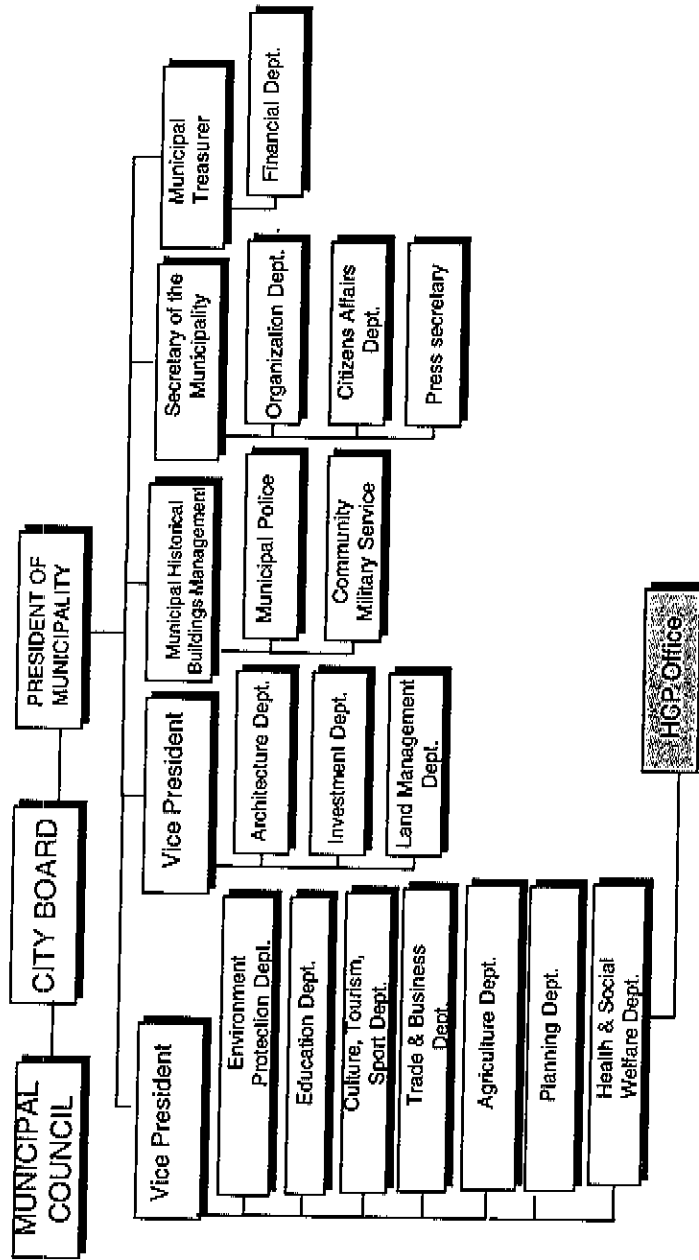 MUNICIPAL
COUNCIL
CITY BOARD
PRESIDENT OF
MUNICIPALITY
Vice President
Environment
Protection Dept.
Education Dept.
Culture, Tourism,
Sport Dept.
Trade & Business
Dept.
Agriculture Dept.
Planning Dept.
Health & Social
Welfare Dept.
HCP Office
Vice President
Architecture Dept.
Investment Dept.
Land Management
Dept.
Municipal Historical
Buildings Management
Municipal Police
Community
Military Service
Secretary of the
Municipality
Organization Dept.
Citizens Affairs
Dept.
Press secretary
Municipal
Treasurer
Financial Dept.